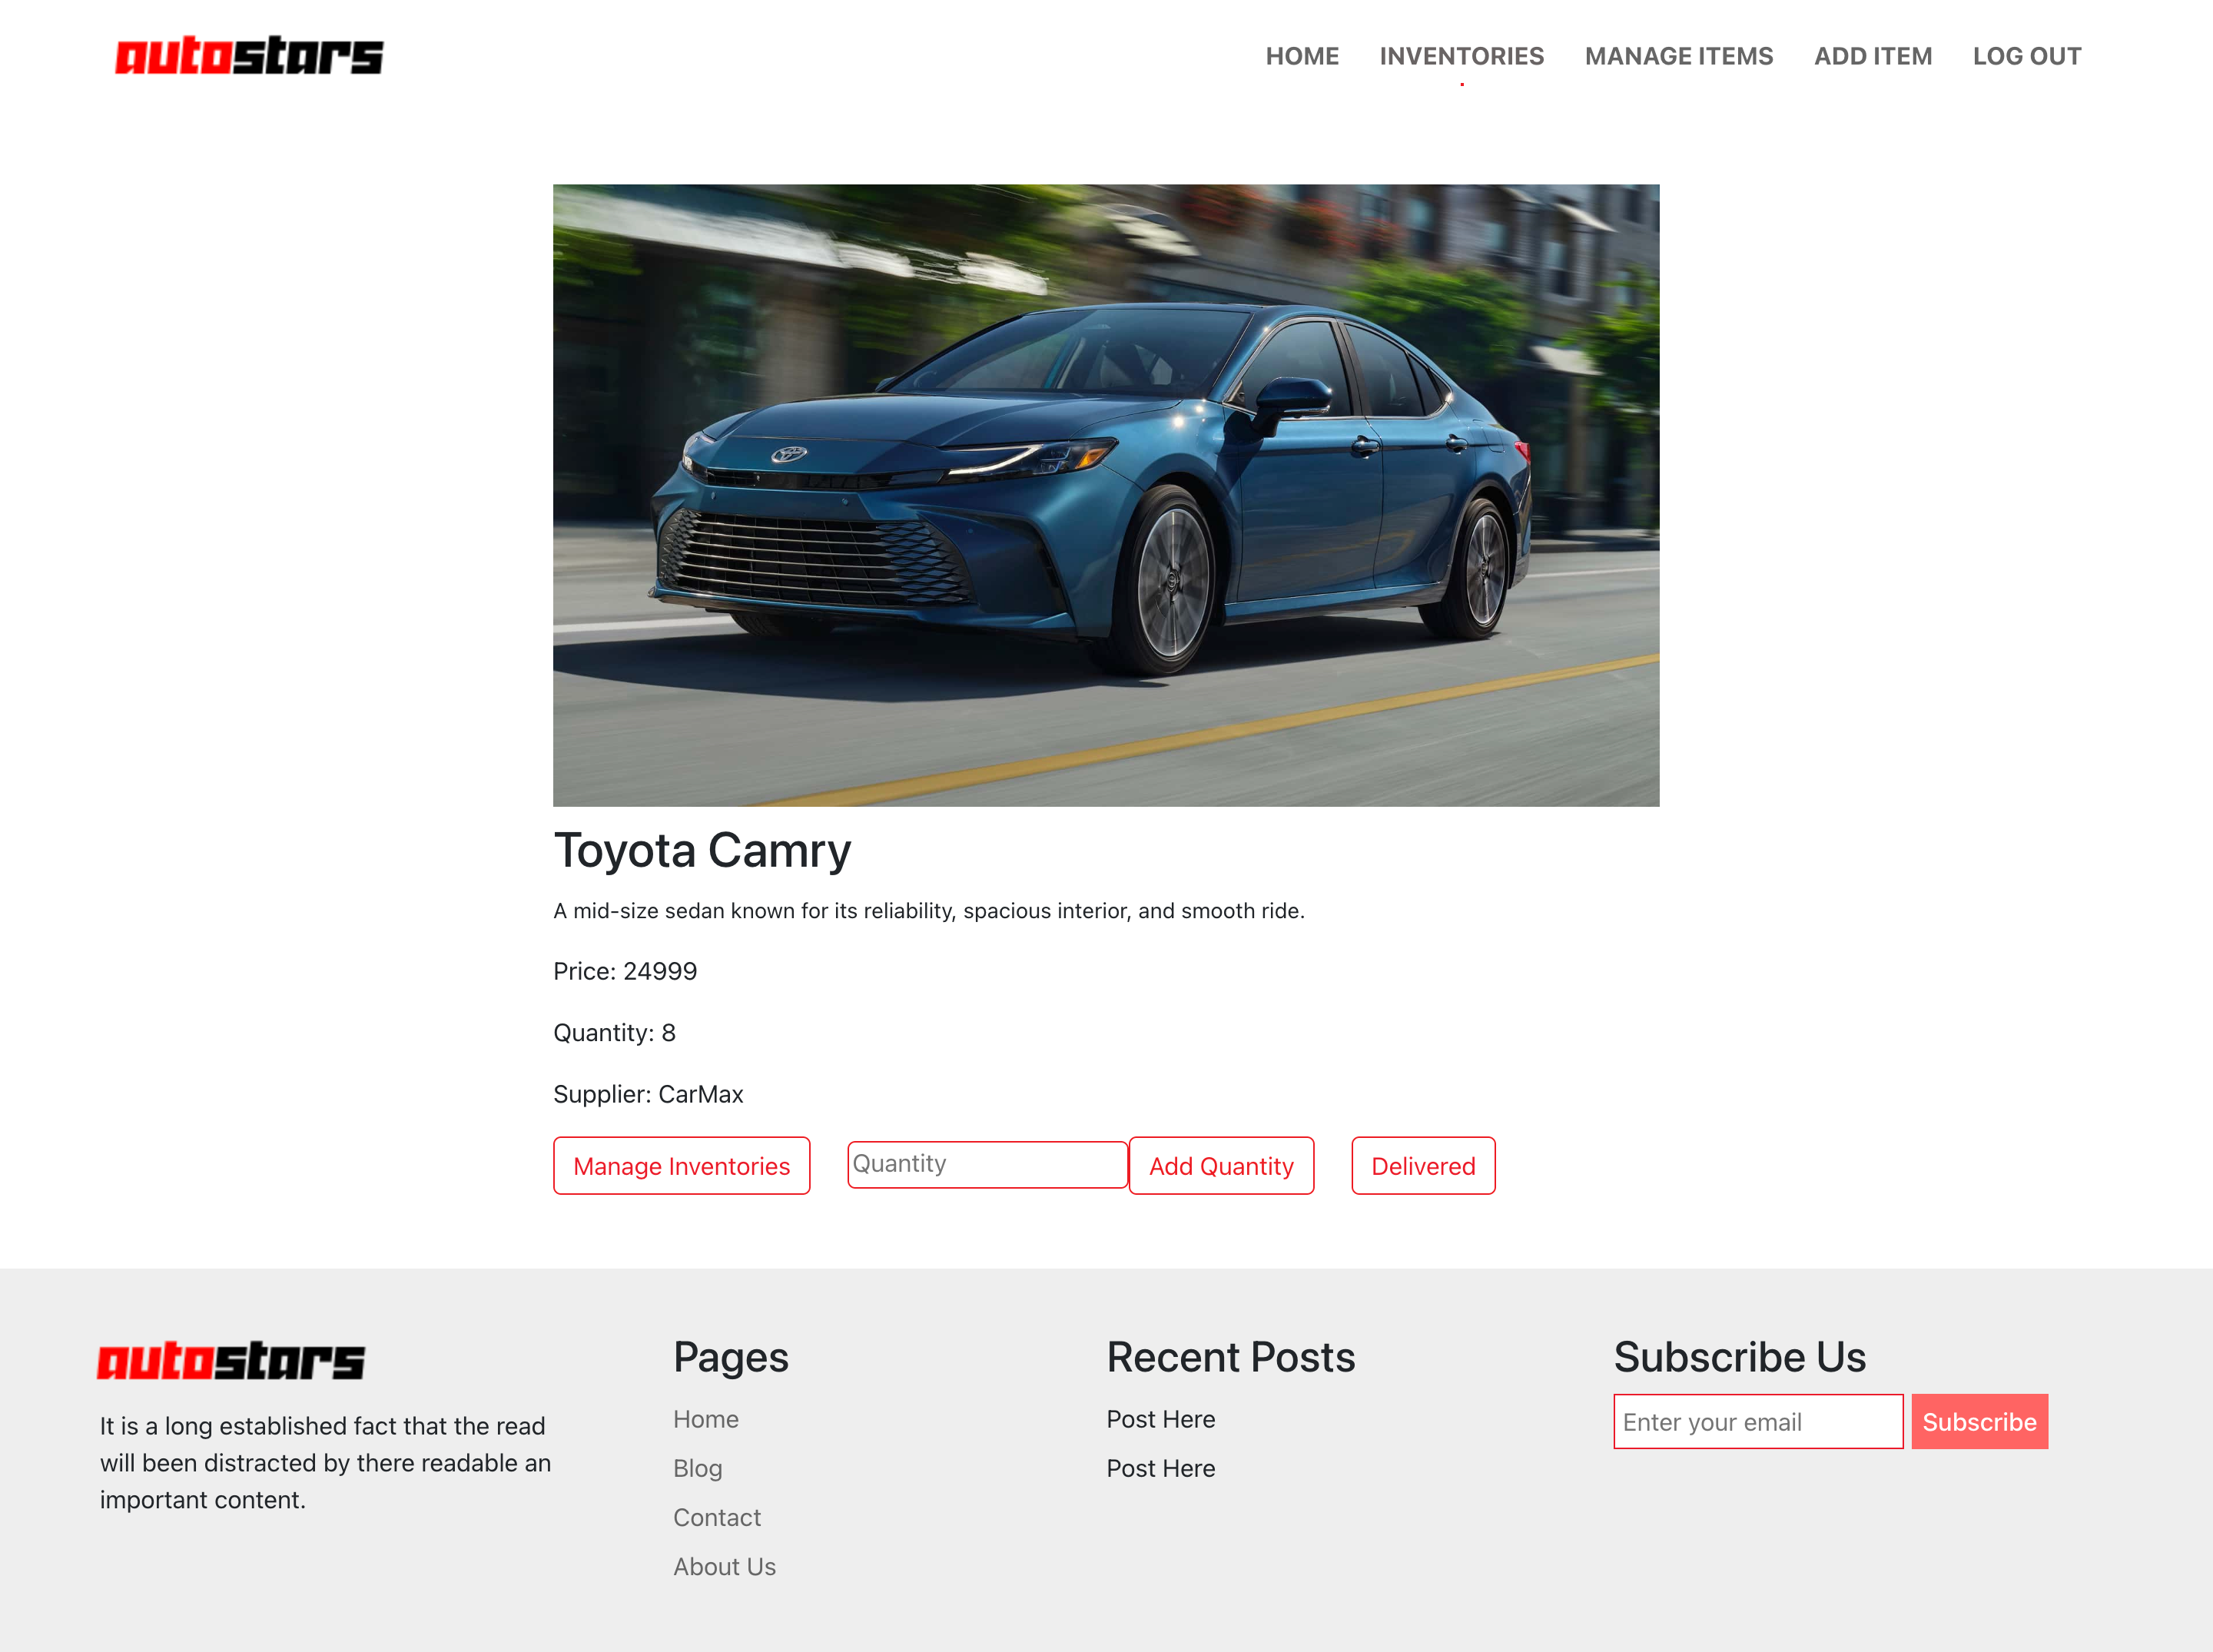 autostars
HOME INVENTORIES MANAGE ITEMS ADD ITEM LOG OUT
Toyota Camry
A mid-size sedan known for its reliability, spacious interior, and smooth ride.
Price: 24999
Quantity: 8
Supplier: CarMax
Manage Inventories Quantity Add Quantity Delivered
autostars
It is a long established fact that the read
will been distracted by there readable an
important content.
Pages
Home
Blog
Contact
About Us
Recent Posts
Post Here
Post Here
Subscribe Us
Enter your email Subscribe